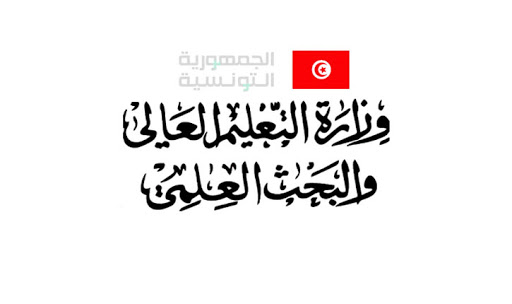 الجمهورية
التونسية
وزارة التعليم العالي
والبحث العلمي